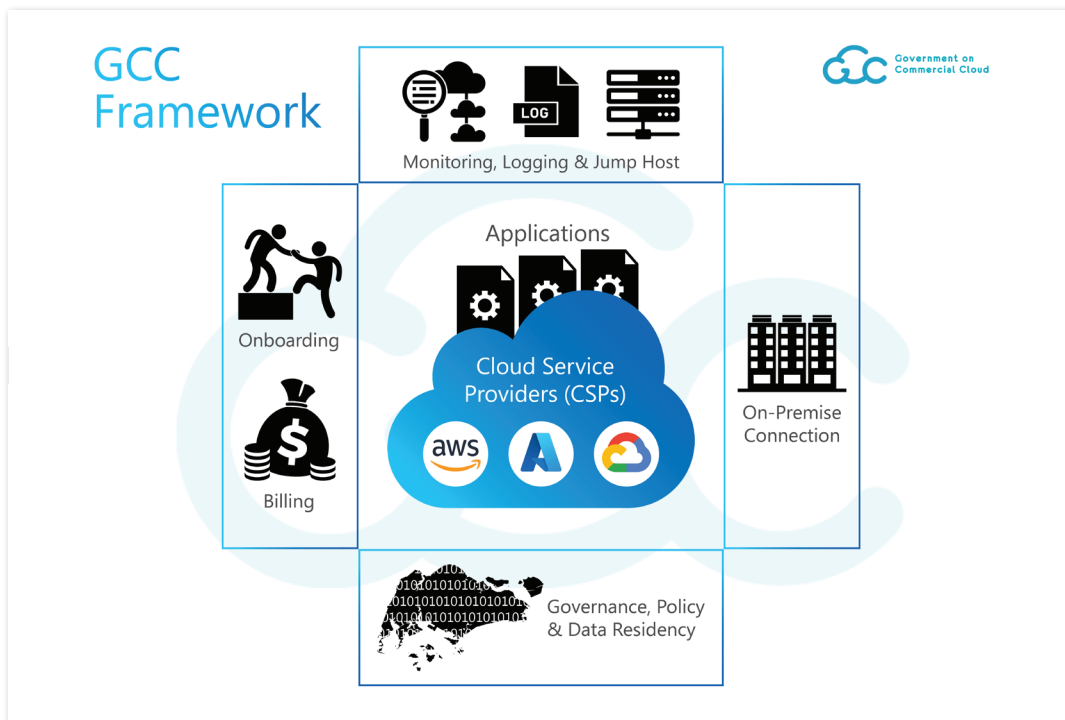 GCC
Framework
Government on
Commercial Cloud
LOG
Monitoring, Logging & Jump Host
Onboarding
$
Billing
Applications
Cloud Service
Providers (CSPs)
aws
On-Premise
Connection
Governance, Policy
& Data Residency